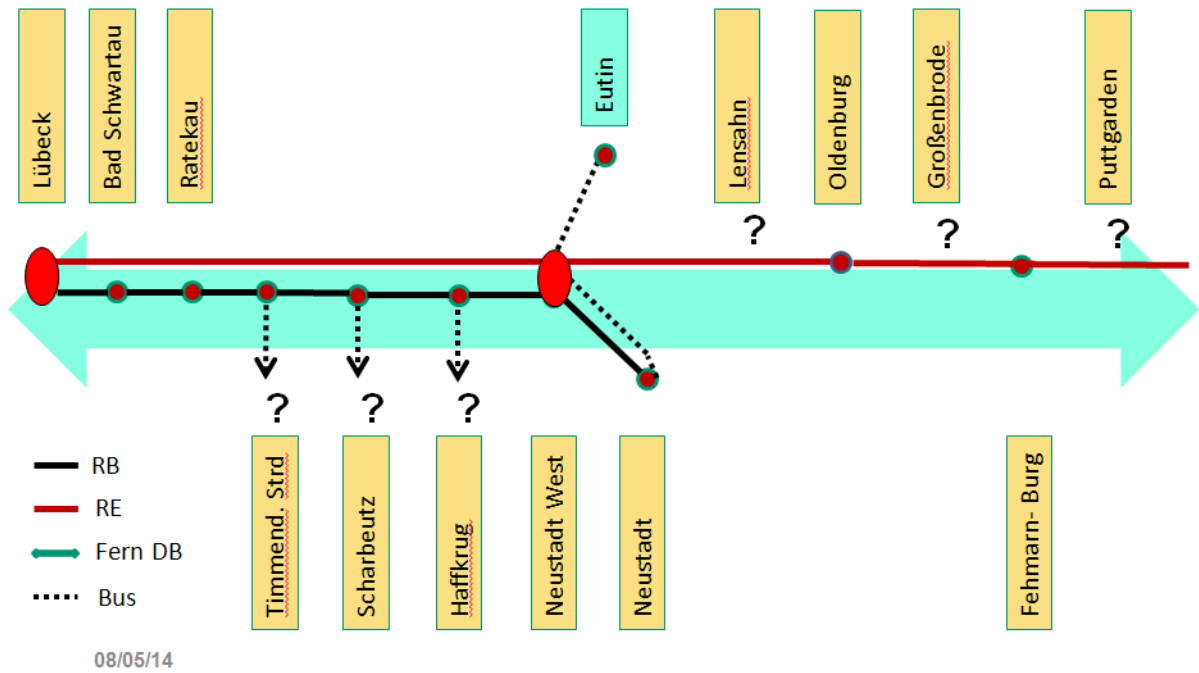 Lübeck
Bad Schwartau
Ratekau
Eutin
Lensahn
Oldenburg
Großenbrode
Puttgarden
?
?
?
?
?
?
Timmend. Strd
Scharbeutz
Haffkrug
Neustadt West
Neustadt
Fehmarn- Burg
RB
RE
Fern DB
Bus
08/05/14